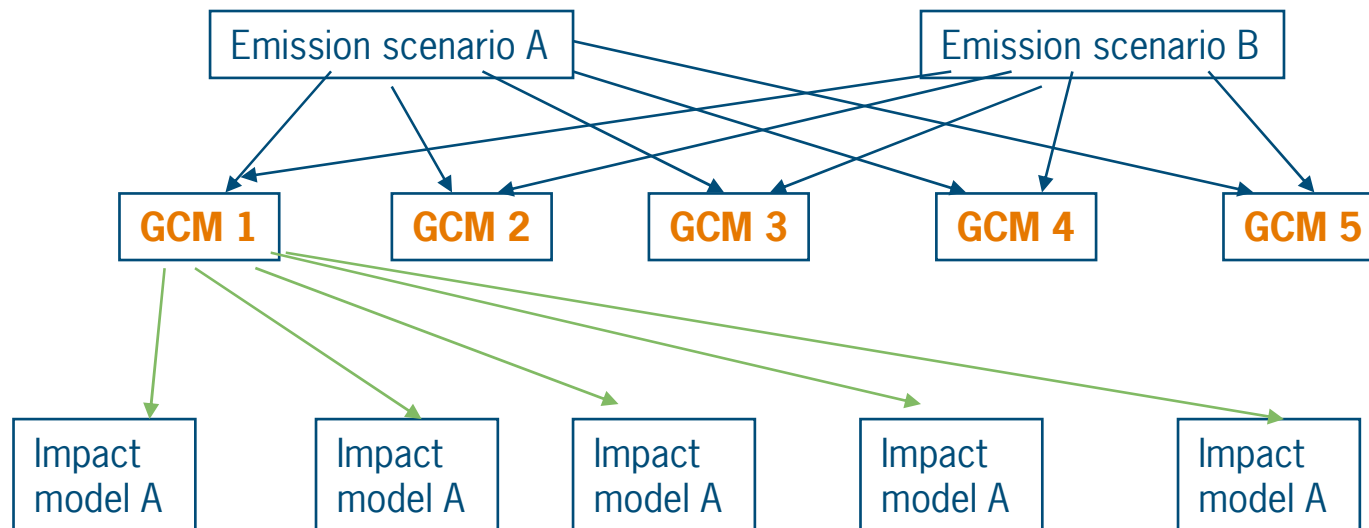 Emission scenario A
Emission scenario B
GCM 1
GCM 2
GCM 3
GCM 4
GCM 5
Impact
model A
Impact
model A
Impact
model A
Impact
model A
Impact
model A